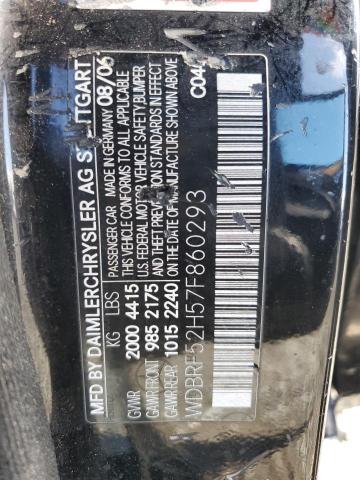 MFD BY DAIMLERCHRYSLER AG STUTTGART
KG LBS PASSENGER CAR MADE IN GERMANY 08/06
GVWR 2000 4415 THIS VEHICLE CONFORMS TO ALL APPLICABLE
GAWR FRONT 985 2175 U.S. FEDERAL MOTOR VEHICLE SAFETY, BUMPER
AND THEFT PREVENTION STANDARDS IN EFFECT
GAWR REAR 1015 2240 ON THE DATE OF MANUFACTURE SHOWN ABOVE.
WDBRF52H57F860293 C04